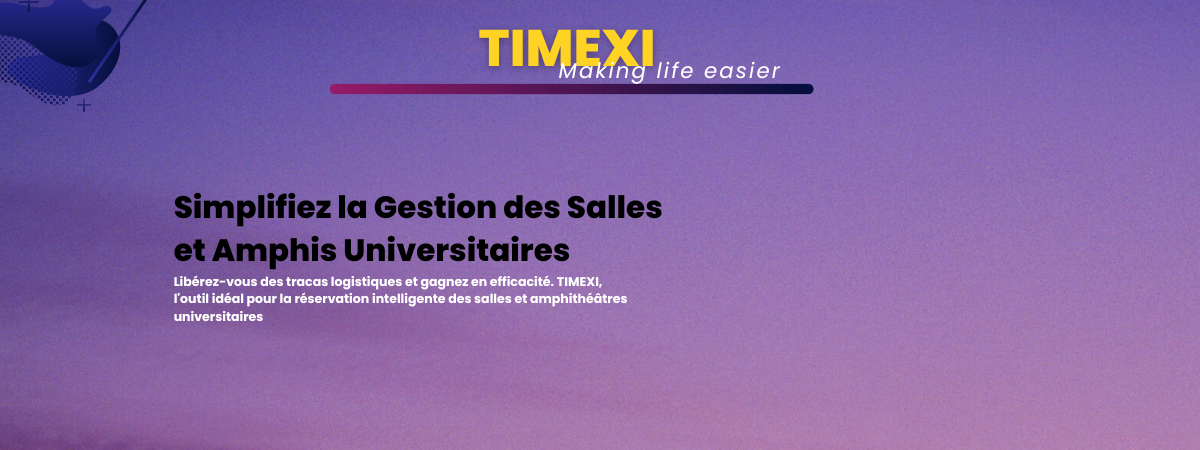 TIMEXI
Making life easier
Simplifiez la Gestion des Salles
et Amphis Universitaires
Libérez-vous des tracas logistiques et gagnez en efficacité. TIMEXI,
l'outil idéal pour la réservation intelligente des salles et amphithéâtres
universitaires